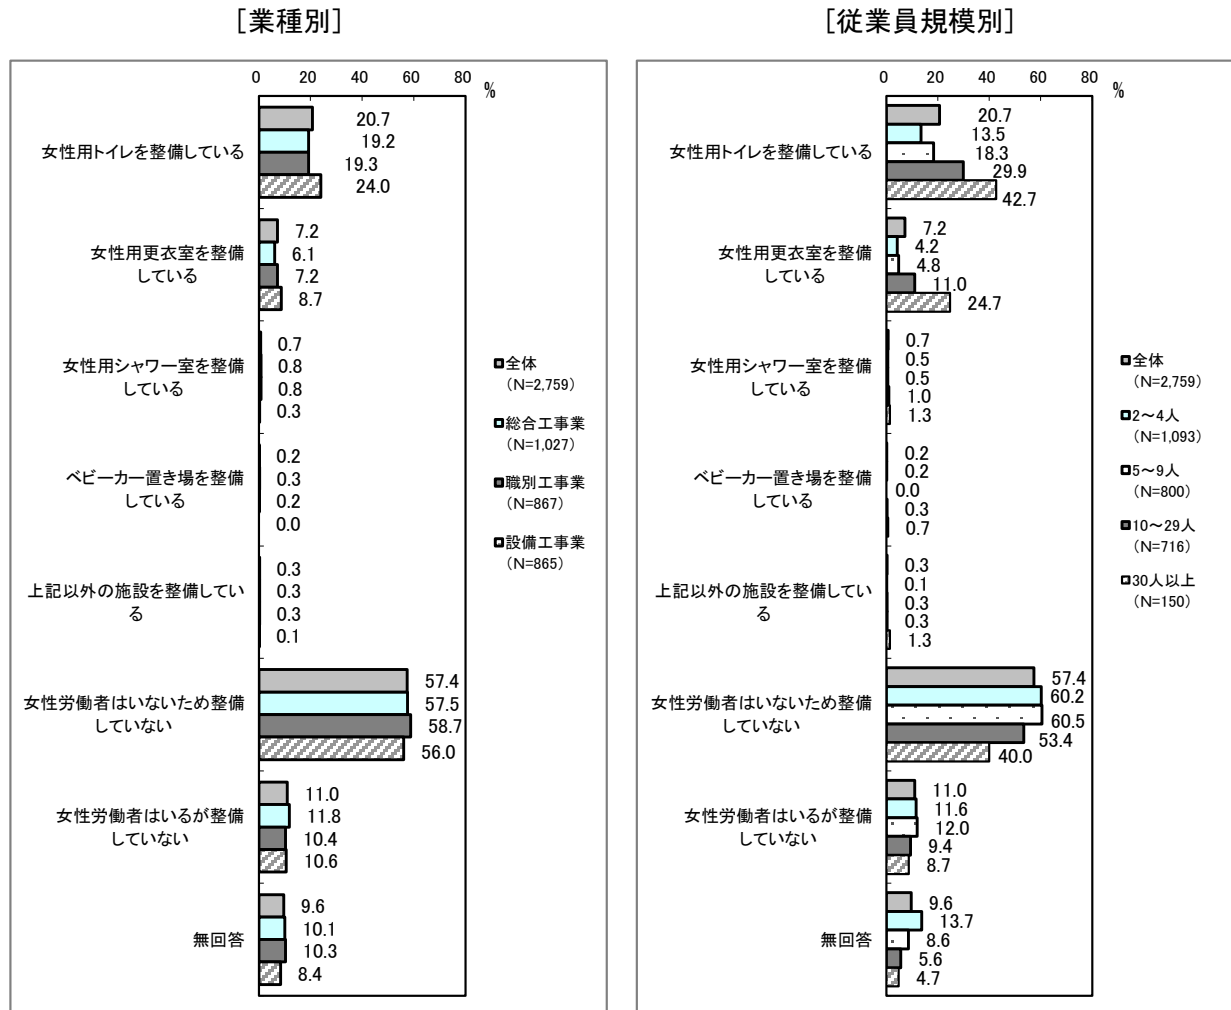 [業種別]
0 20 40 60 80
%
女性用トイレを整備している
20.7
19.2
19.3
24.0
女性用更衣室を整備
している
7.2
6.1
7.2
8.7
女性用シャワー室を整備
している
0.7
0.8
0.8
0.3
ベビーカー置き場を整備
している
0.2
0.3
0.2
0.0
上記以外の施設を整備してい
る
0.3
0.3
0.3
0.1
女性労働者はいないため整備
していない
57.4
57.5
58.7
56.0
女性労働者はいるが整備
していない
11.0
11.8
10.4
10.6
無回答
9.6
10.1
10.3
8.4
全体
(N=2,759)
総合工事業
(N=1,027)
職別工事業
(N=867)
設備工事業
(N=865)
[従業員規模別]
0 20 40 60 80
%
女性用トイレを整備している
20.7
13.5
18.3
29.9
42.7
女性用更衣室を整備
している
7.2
4.2
4.8
11.0
24.7
女性用シャワー室を整備
している
0.7
0.5
0.5
1.0
1.3
ベビーカー置き場を整備
している
0.2
0.2
0.0
0.3
0.7
上記以外の施設を整備してい
る
0.3
0.1
0.3
0.3
1.3
女性労働者はいないため整備
していない
57.4
60.2
60.5
53.4
40.0
女性労働者はいるが整備
していない
11.0
11.6
12.0
9.4
8.7
無回答
9.6
13.7
8.6
5.6
4.7
全体
(N=2,759)
2～4人
(N=1,093)
5～9人
(N=800)
10～29人
(N=716)
30人以上
(N=150)